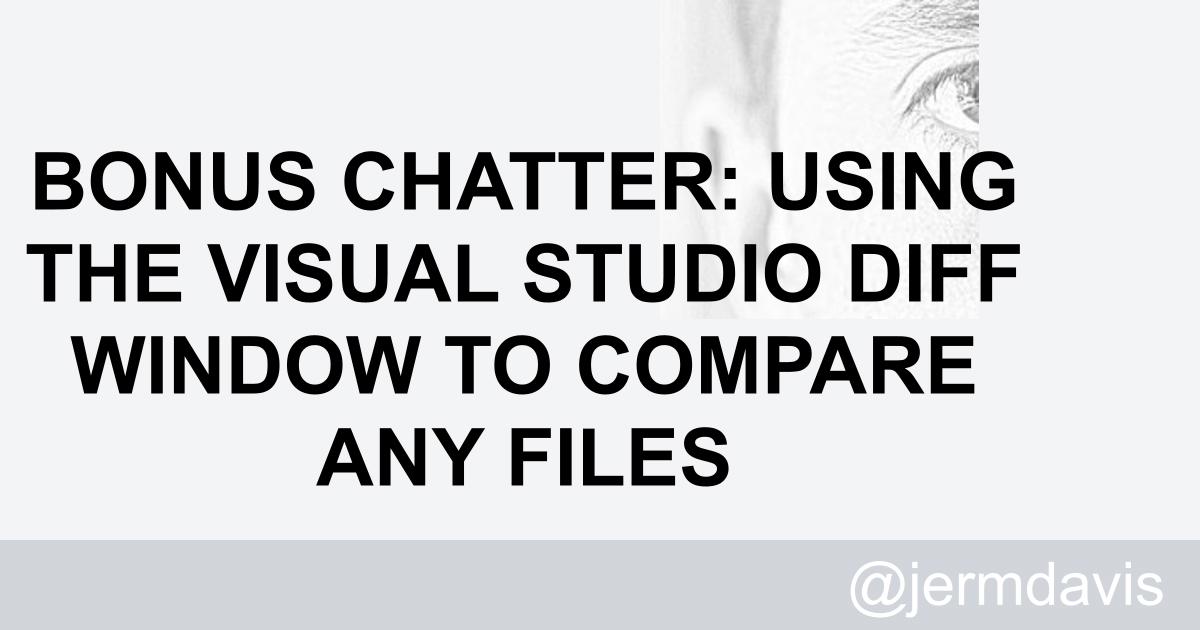 BONUS CHATTER: USING
THE VISUAL STUDIO DIFF
WINDOW TO COMPARE
ANY FILES
@jermdavis